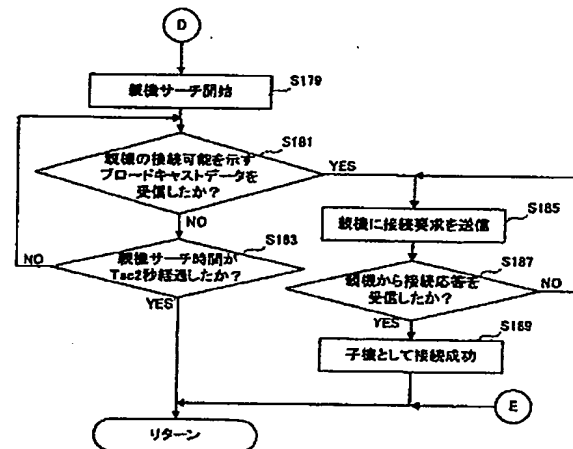 D
S179
親機サーチ開始
S181
親機の接続可能を示す
ブロードキャストデータを
受信したか？
YES
NO
S185
親機に接続要求を送信
S183
親機サーチ時間が
Tsc2秒経過したか？
NO
YES
S187
親機から接続応答を
受信したか？
NO
YES
S189
子機として接続成功
E
リターン